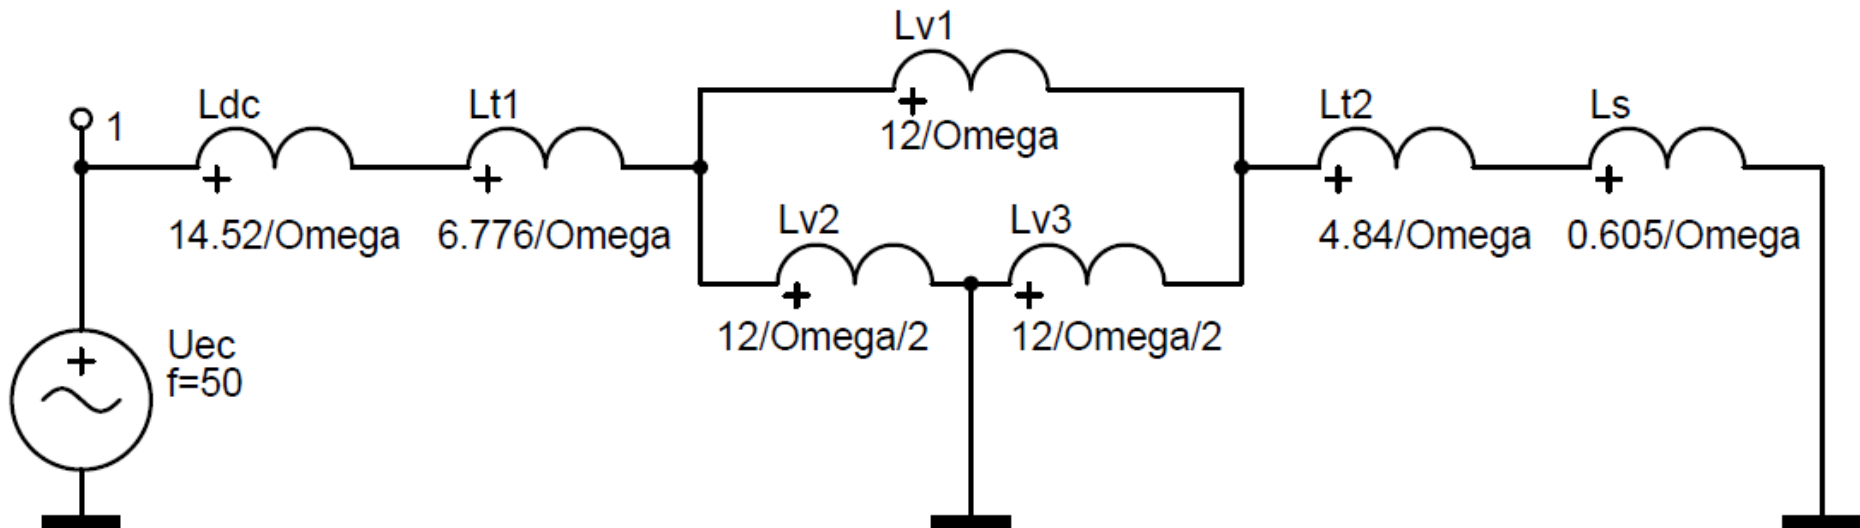 Lv1
12/Omega
1
Ldc
14.52/Omega
Lt1
6.776/Omega
Lv2
12/Omega/2
Lv3
12/Omega/2
Lt2
4.84/Omega
Ls
0.605/Omega
Uec
f=50